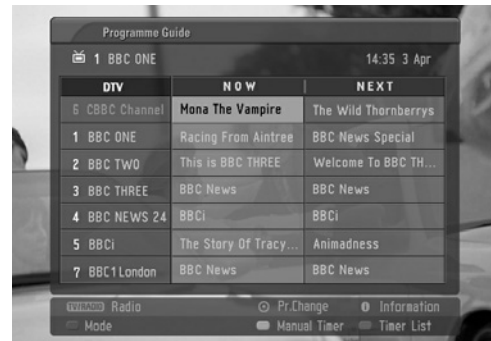 Programme Guide
1 BBC ONE 14:35 3 Apr
DTV NOW NEXT
6 CBBC Channel Mona The Vampire The Wild Thornberrys
1 BBC ONE Racing From Aintree BBC News Special
2 BBC TWO This is BBC THREE Welcome To BBC TH...
3 BBC THREE BBC News BBC News
4 BBC NEWS 24 BBCi BBCi
5 BBCi The Story Of Tracy... Animadness
7 BBC1 London BBC News BBC News
TV/RADIO Radio Pr.Change i Information
Mode Manual Timer Timer List